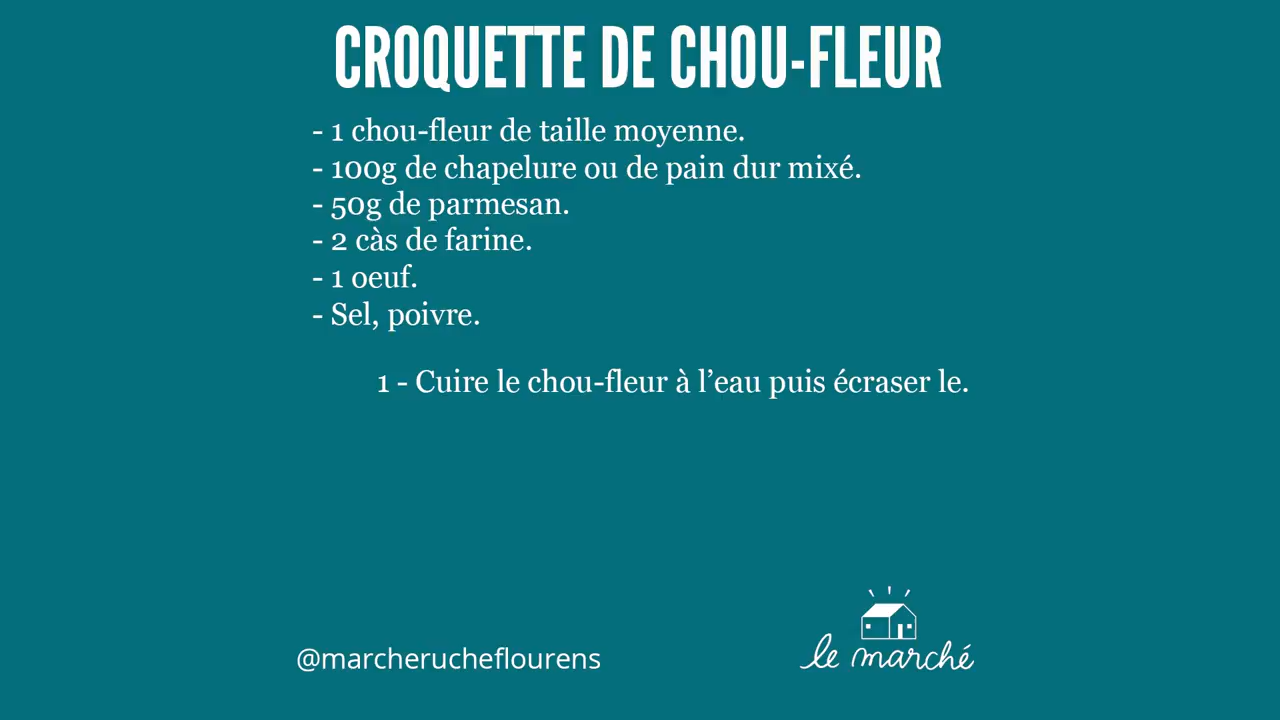 CROQUETTE DE CHOU-FLEUR
- 1 chou-fleur de taille moyenne.
- 100g de chapelure ou de pain dur mixé.
- 50g de parmesan.
- 2 càs de farine.
- 1 oeuf.
- Sel, poivre.
1 - Cuire le chou-fleur à l’eau puis écraser le.
@marcherucheflourens
le marché